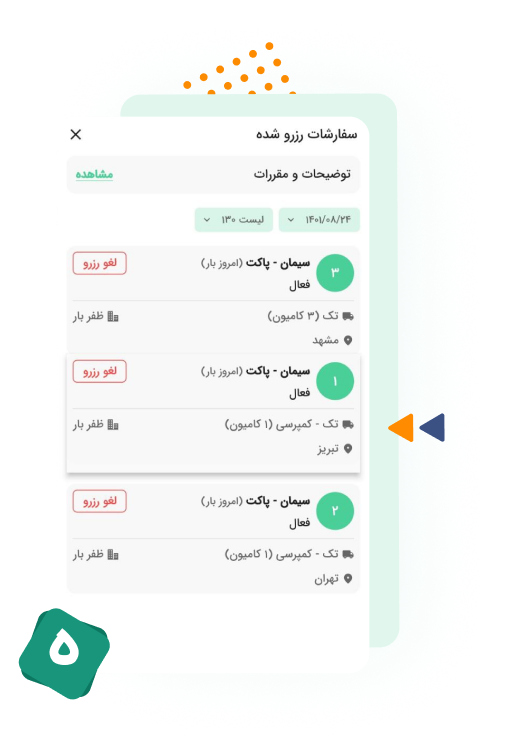 سفارشات رزرو شده
توضیحات و مقررات مشاهده
۱۴۰۱/۰۸/۲۴ لیست ۱۳۰
سیمان - پاکت (امروز بار) لغو رزرو
۳
فعال
تک (۳ کامیون) ظفر بار
مشهد
سیمان - پاکت (امروز بار) لغو رزرو
۱
فعال
تک - کمپرسی (۱ کامیون) ظفر بار
تبریز
سیمان - پاکت (امروز بار) لغو رزرو
۲
فعال
تک - کمپرسی (۱ کامیون) ظفر بار
تهران
۵